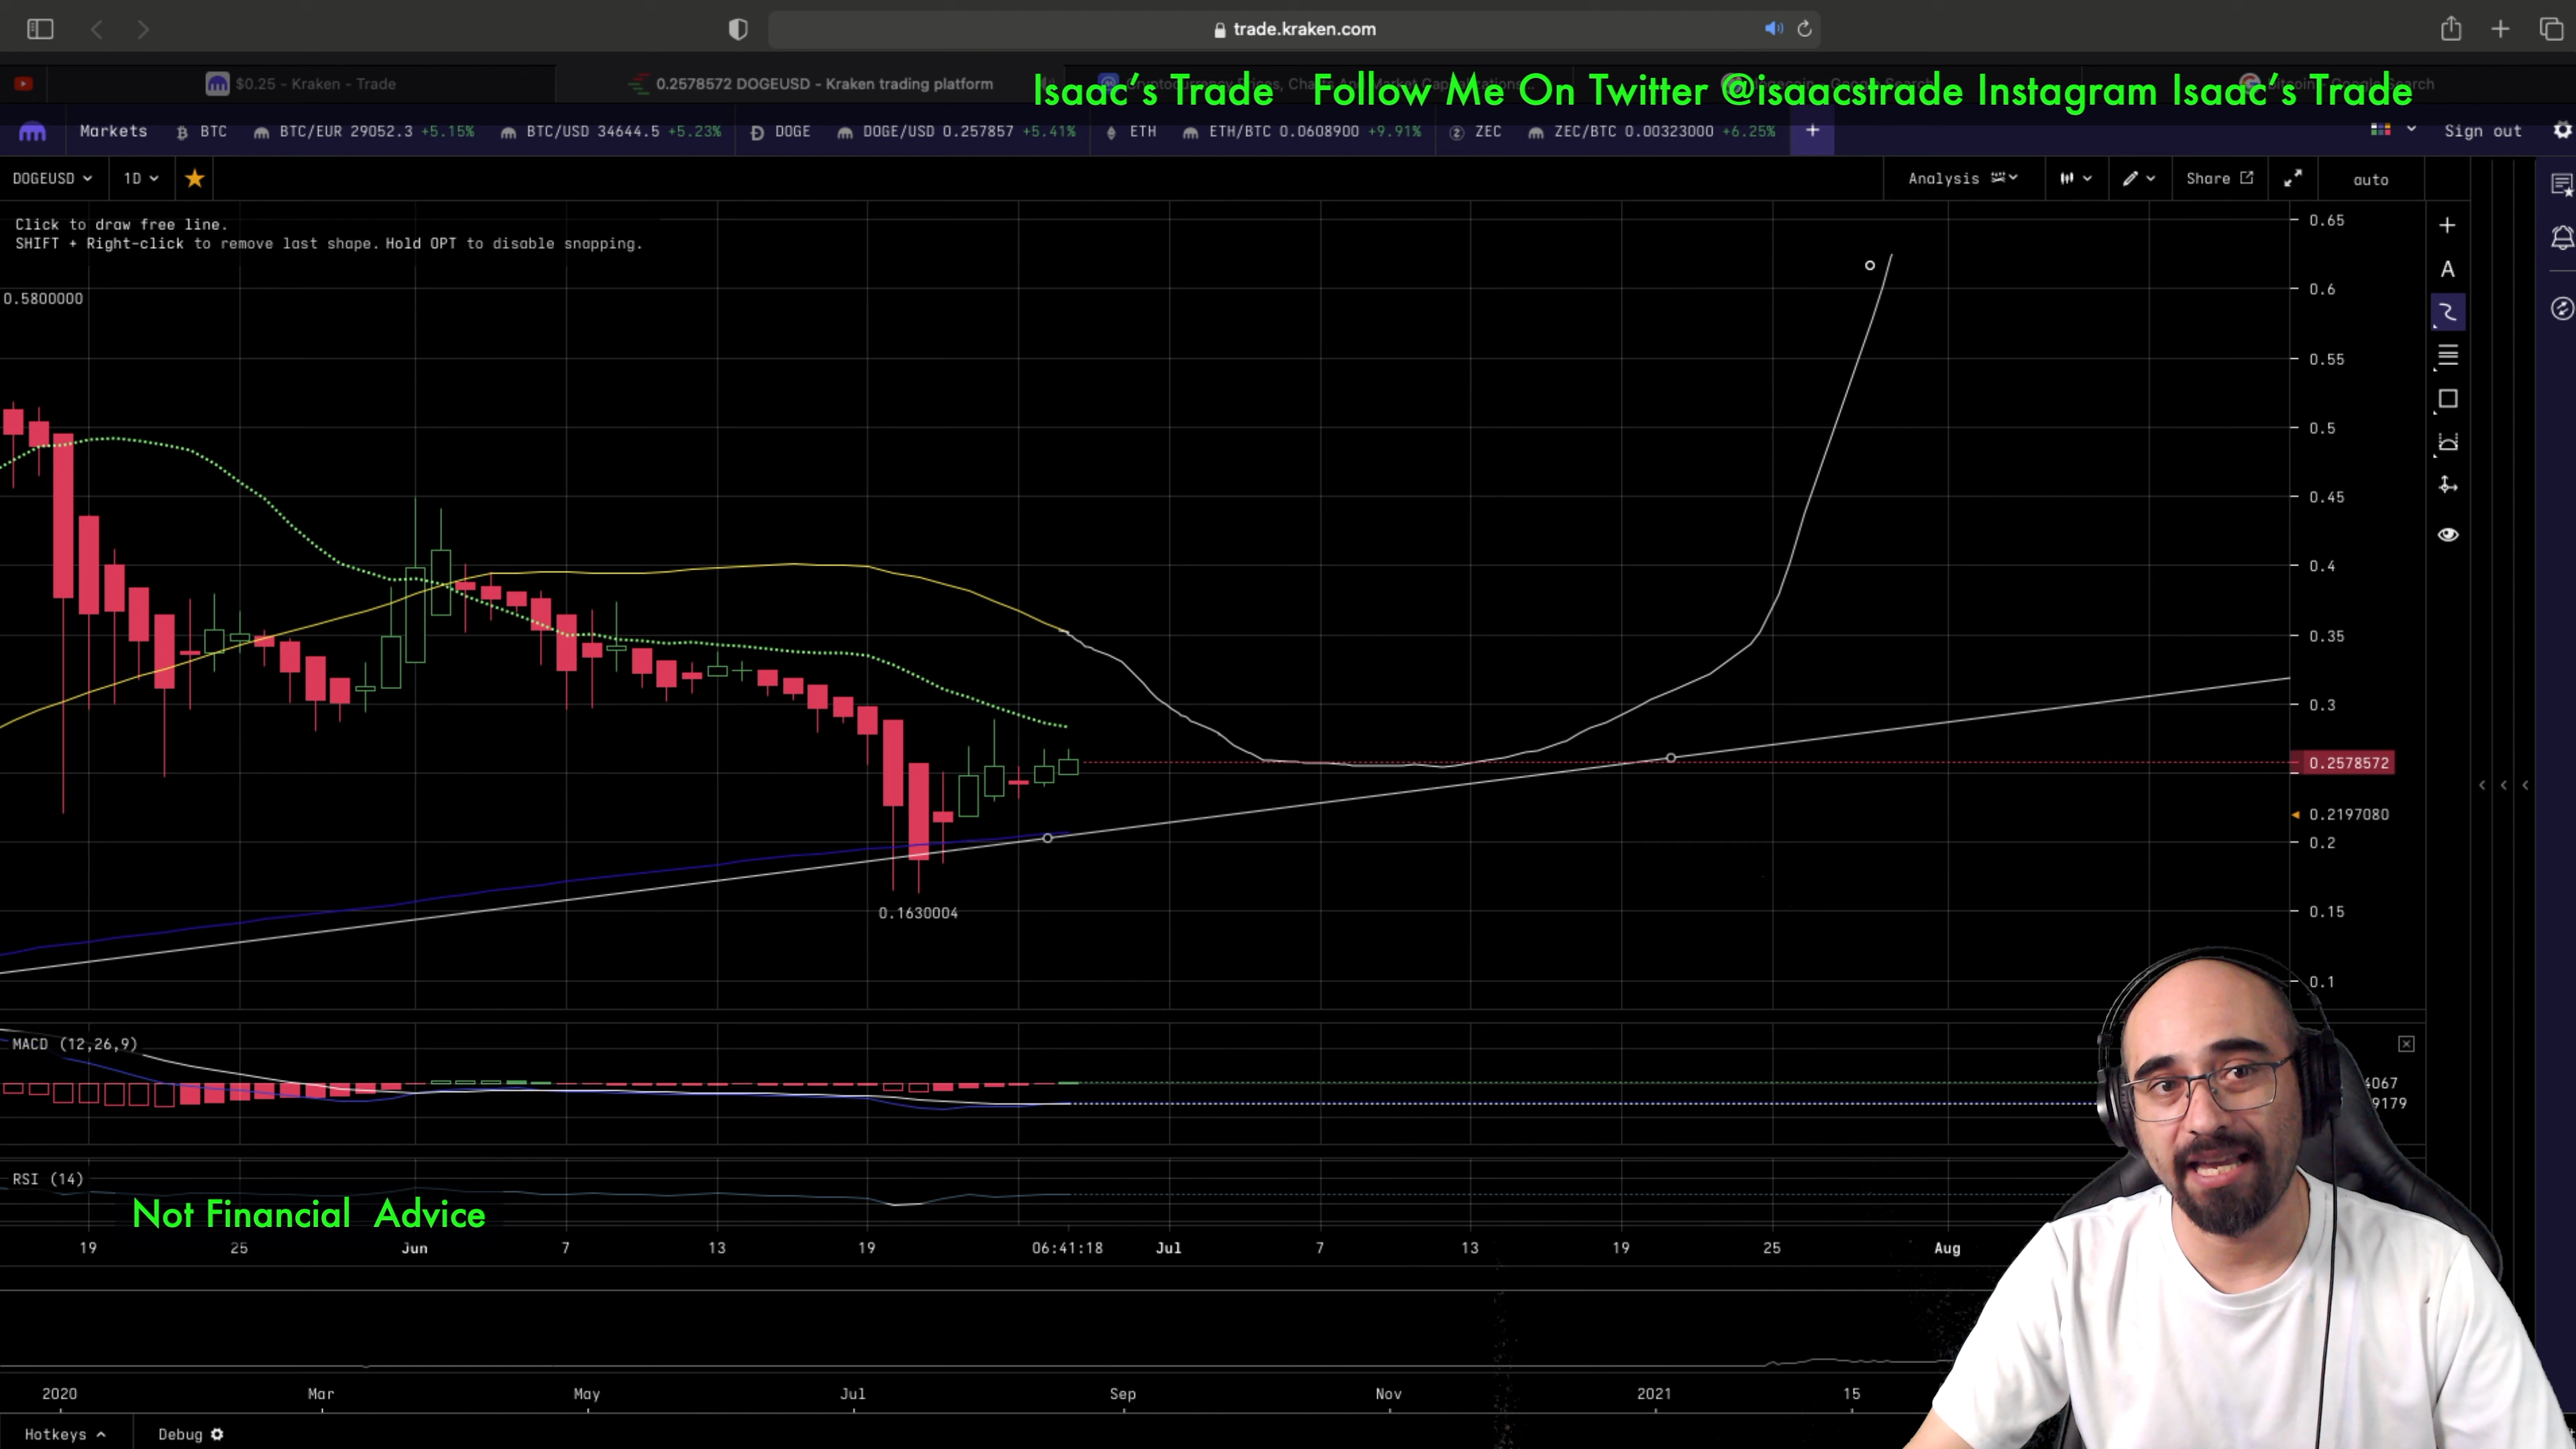 trade.kraken.com
$0.25 - Kraken - Trade
0.2578572 DOGEUSD - Kraken trading platform
Isaac's Trade Follow Me On Twitter @isaacstrade Instagram Isaac's Trade
Markets BTC BTC/EUR 29052.3 +5.15% BTC/USD 34644.5 +5.23% DOGE DOGE/USD 0.257857 +5.41% ETH ETH/BTC 0.0608900 +9.91% ZEC ZEC/BTC 0.00323000 +6.25% + Sign out
DOGEUSD 1D Analysis Share auto
Click to draw free line.
SHIFT + Right-click to remove last shape. Hold OPT to disable snapping.
0.65
0.5800000
0.6
A
0.55
0.5
0.45
0.4
0.35
0.3
0.2578572
0.2197080
0.2
0.1630004
0.15
0.1
MACD (12,26,9)
4067
9179
RSI (14)
Not Financial Advice
19 25 Jun 7 13 19 06:41:18 Jul 7 13 19 25 Aug
2020 Mar May Jul Sep Nov 2021 15
Hotkeys Debug